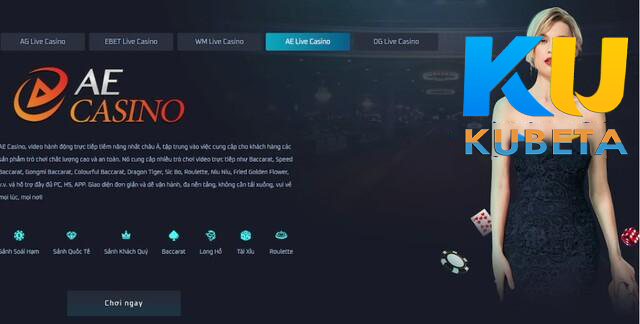 AG Live Casino
EBET Live Casino
WM Live Casino
AE Live Casino
DG Live Casino
KU
KUBETA
AE
CASINO
AE Casino, video hành động trực tiếp tiềm năng nhất châu Á, tập trung vào việc cung cấp cho khách hàng các
sản phẩm trò chơi chất lượng cao và an toàn. Nó cung cấp nhiều trò chơi video trực tiếp như Baccarat, Speed
Baccarat, Gongmi Baccarat, Colourful Baccarat, Dragon Tiger, Sic Bo, Roulette, Niu Niu, Fried Golden Flower,
v.v. và hỗ trợ đầy đủ PC, H5, APP. Giao diện đơn giản và dễ vận hành, đa nền tảng, không cần tải xuống, vui vẻ
mọi lúc, mọi nơi!
Sảnh Soái Hạm
Sảnh Quốc Tế
Sảnh Khách Quý
Baccarat
Long Hổ
Tài Xỉu
Roulette
Chơi ngay